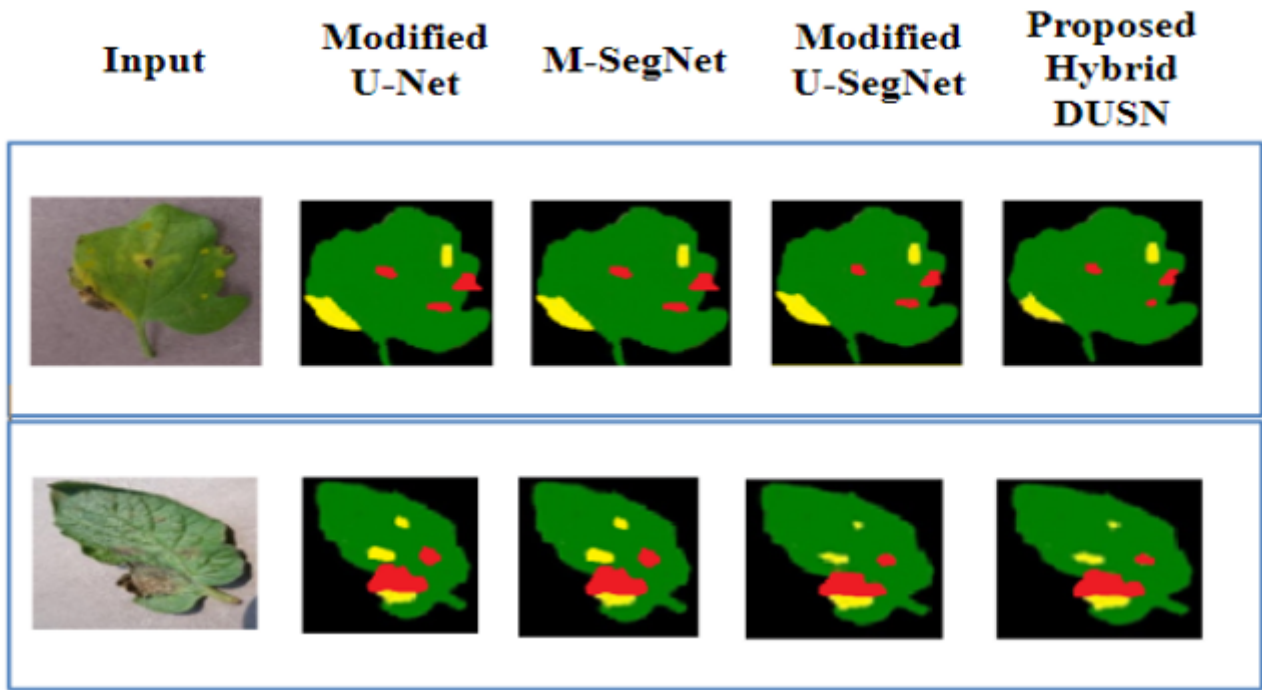 Input
Modified
U-Net
M-SegNet
Modified
U-SegNet
Proposed
Hybrid
DUSN